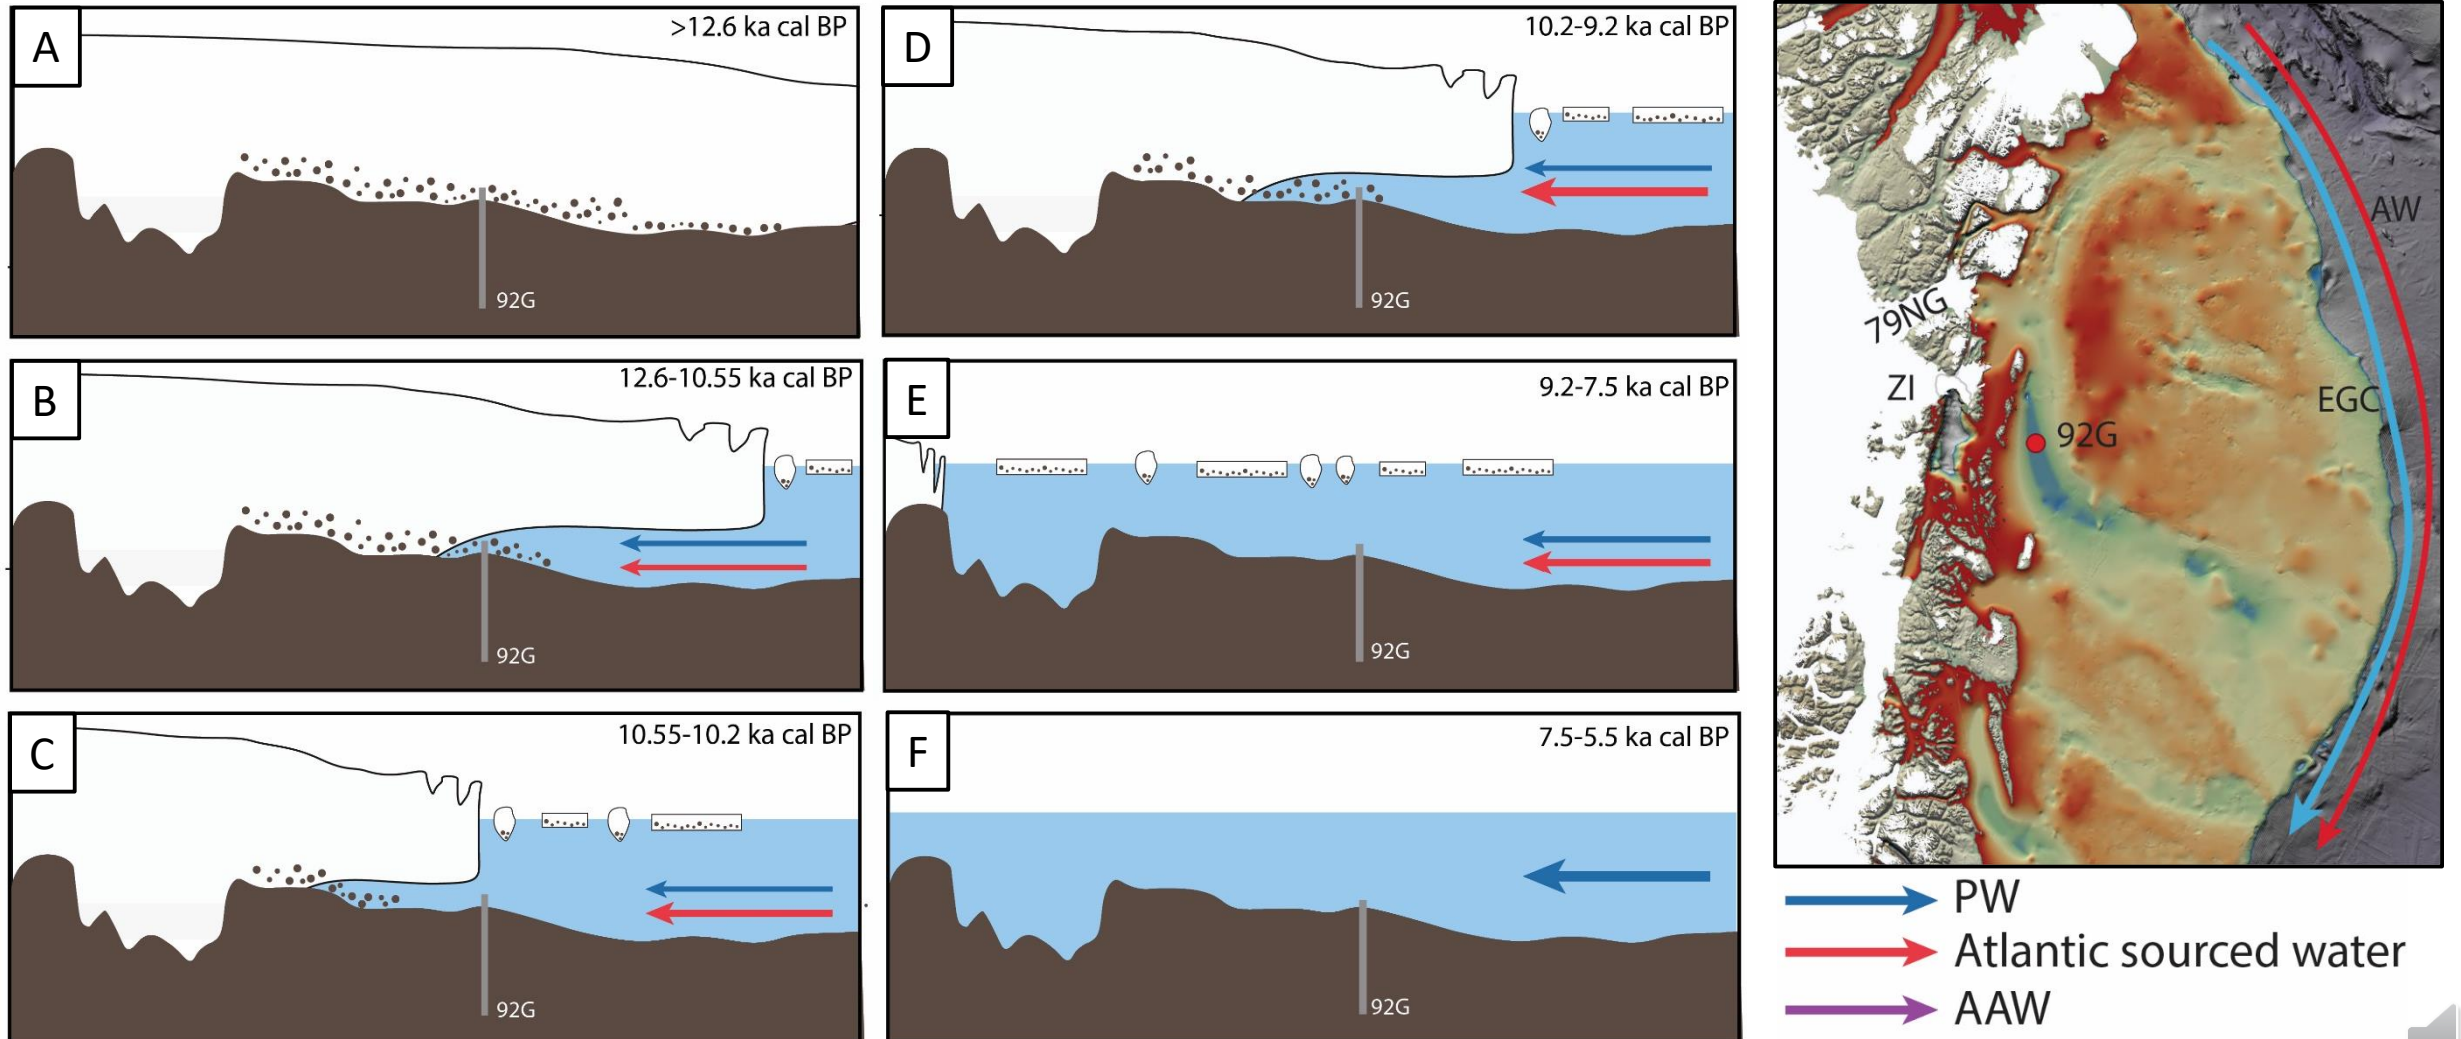 A
>12.6 ka cal BP
92G
B
12.6-10.55 ka cal BP
92G
C
10.55-10.2 ka cal BP
92G
D
10.2-9.2 ka cal BP
92G
E
9.2-7.5 ka cal BP
92G
F
7.5-5.5 ka cal BP
92G
AW
79NG
ZI
EGC
92G
PW
Atlantic sourced water
AAW